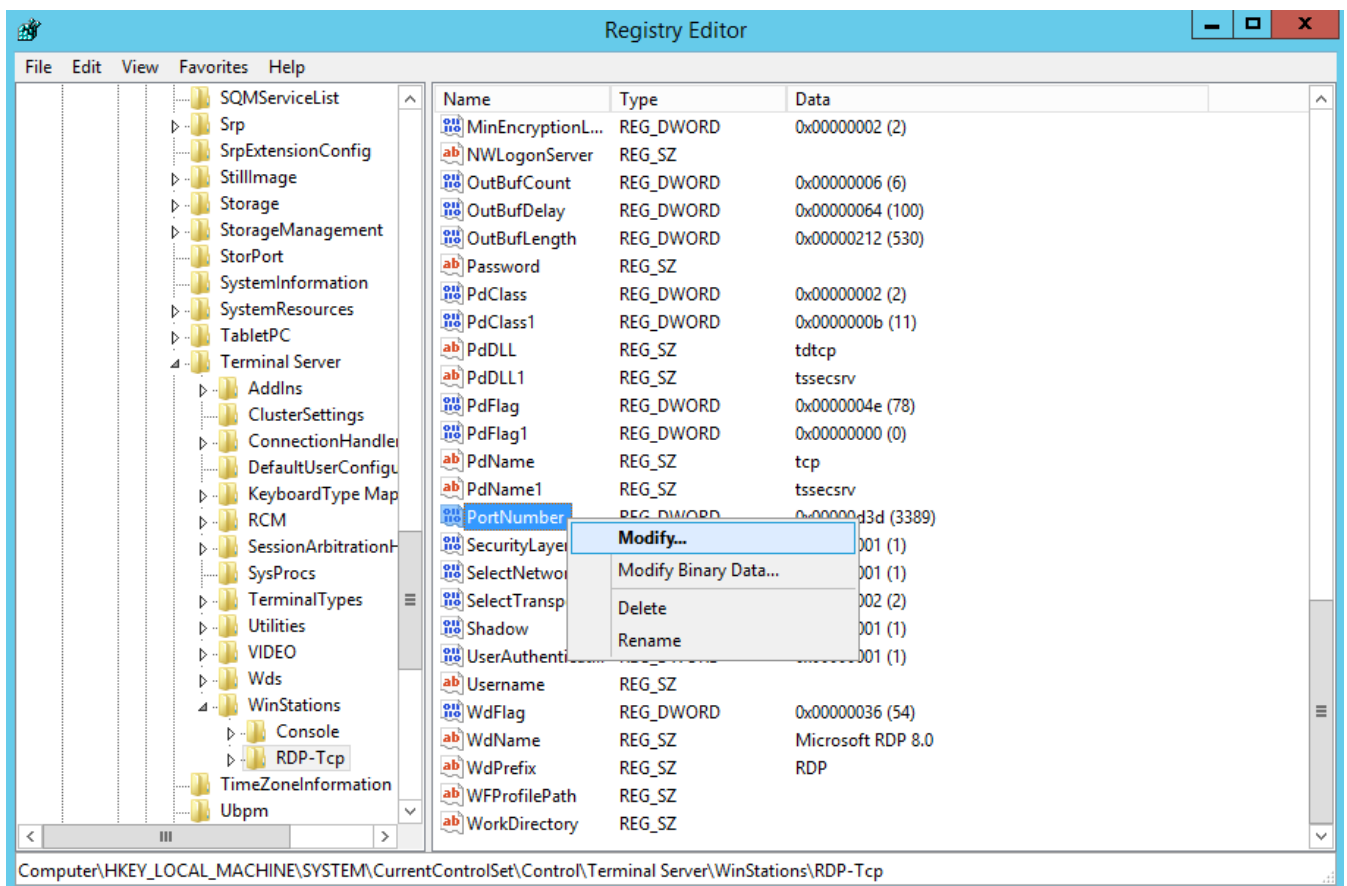 Registry Editor
File Edit View Favorites Help
SQMServiceList
Srp
SrpExtensionConfig
StillImage
Storage
StorageManagement
StorPort
SystemInformation
SystemResources
TabletPC
Terminal Server
AddIns
ClusterSettings
ConnectionHandler
DefaultUserConfigu
KeyboardType Map
RCM
SessionArbitrationH
SysProcs
TerminalTypes
Utilities
VIDEO
Wds
WinStations
Console
RDP-Tcp
TimeZoneInformation
Ubpm
Name Type Data
MinEncryptionL... REG_DWORD 0x00000002 (2)
NWLogonServer REG_SZ
OutBufCount REG_DWORD 0x00000006 (6)
OutBufDelay REG_DWORD 0x00000064 (100)
OutBufLength REG_DWORD 0x00000212 (530)
Password REG_SZ
PdClass REG_DWORD 0x00000002 (2)
PdClass1 REG_DWORD 0x0000000b (11)
PdDLL REG_SZ tdtcp
PdDLL1 REG_SZ tssecsrv
PdFlag REG_DWORD 0x0000004e (78)
PdFlag1 REG_DWORD 0x00000000 (0)
PdName REG_SZ tcp
PdName1 REG_SZ tssecsrv
PortNumber REG_DWORD 0x00000d3d (3389)
SecurityLayer 001 (1)
SelectNetwor 001 (1)
SelectTransp 002 (2)
Shadow 001 (1)
UserAuthenticat... REG_DWORD 0x00000001 (1)
Username REG_SZ
WdFlag REG_DWORD 0x00000036 (54)
WdName REG_SZ Microsoft RDP 8.0
WdPrefix REG_SZ RDP
WFProfilePath REG_SZ
WorkDirectory REG_SZ
Modify...
Modify Binary Data...
Delete
Rename
Computer\HKEY_LOCAL_MACHINE\SYSTEM\CurrentControlSet\Control\Terminal Server\WinStations\RDP-Tcp